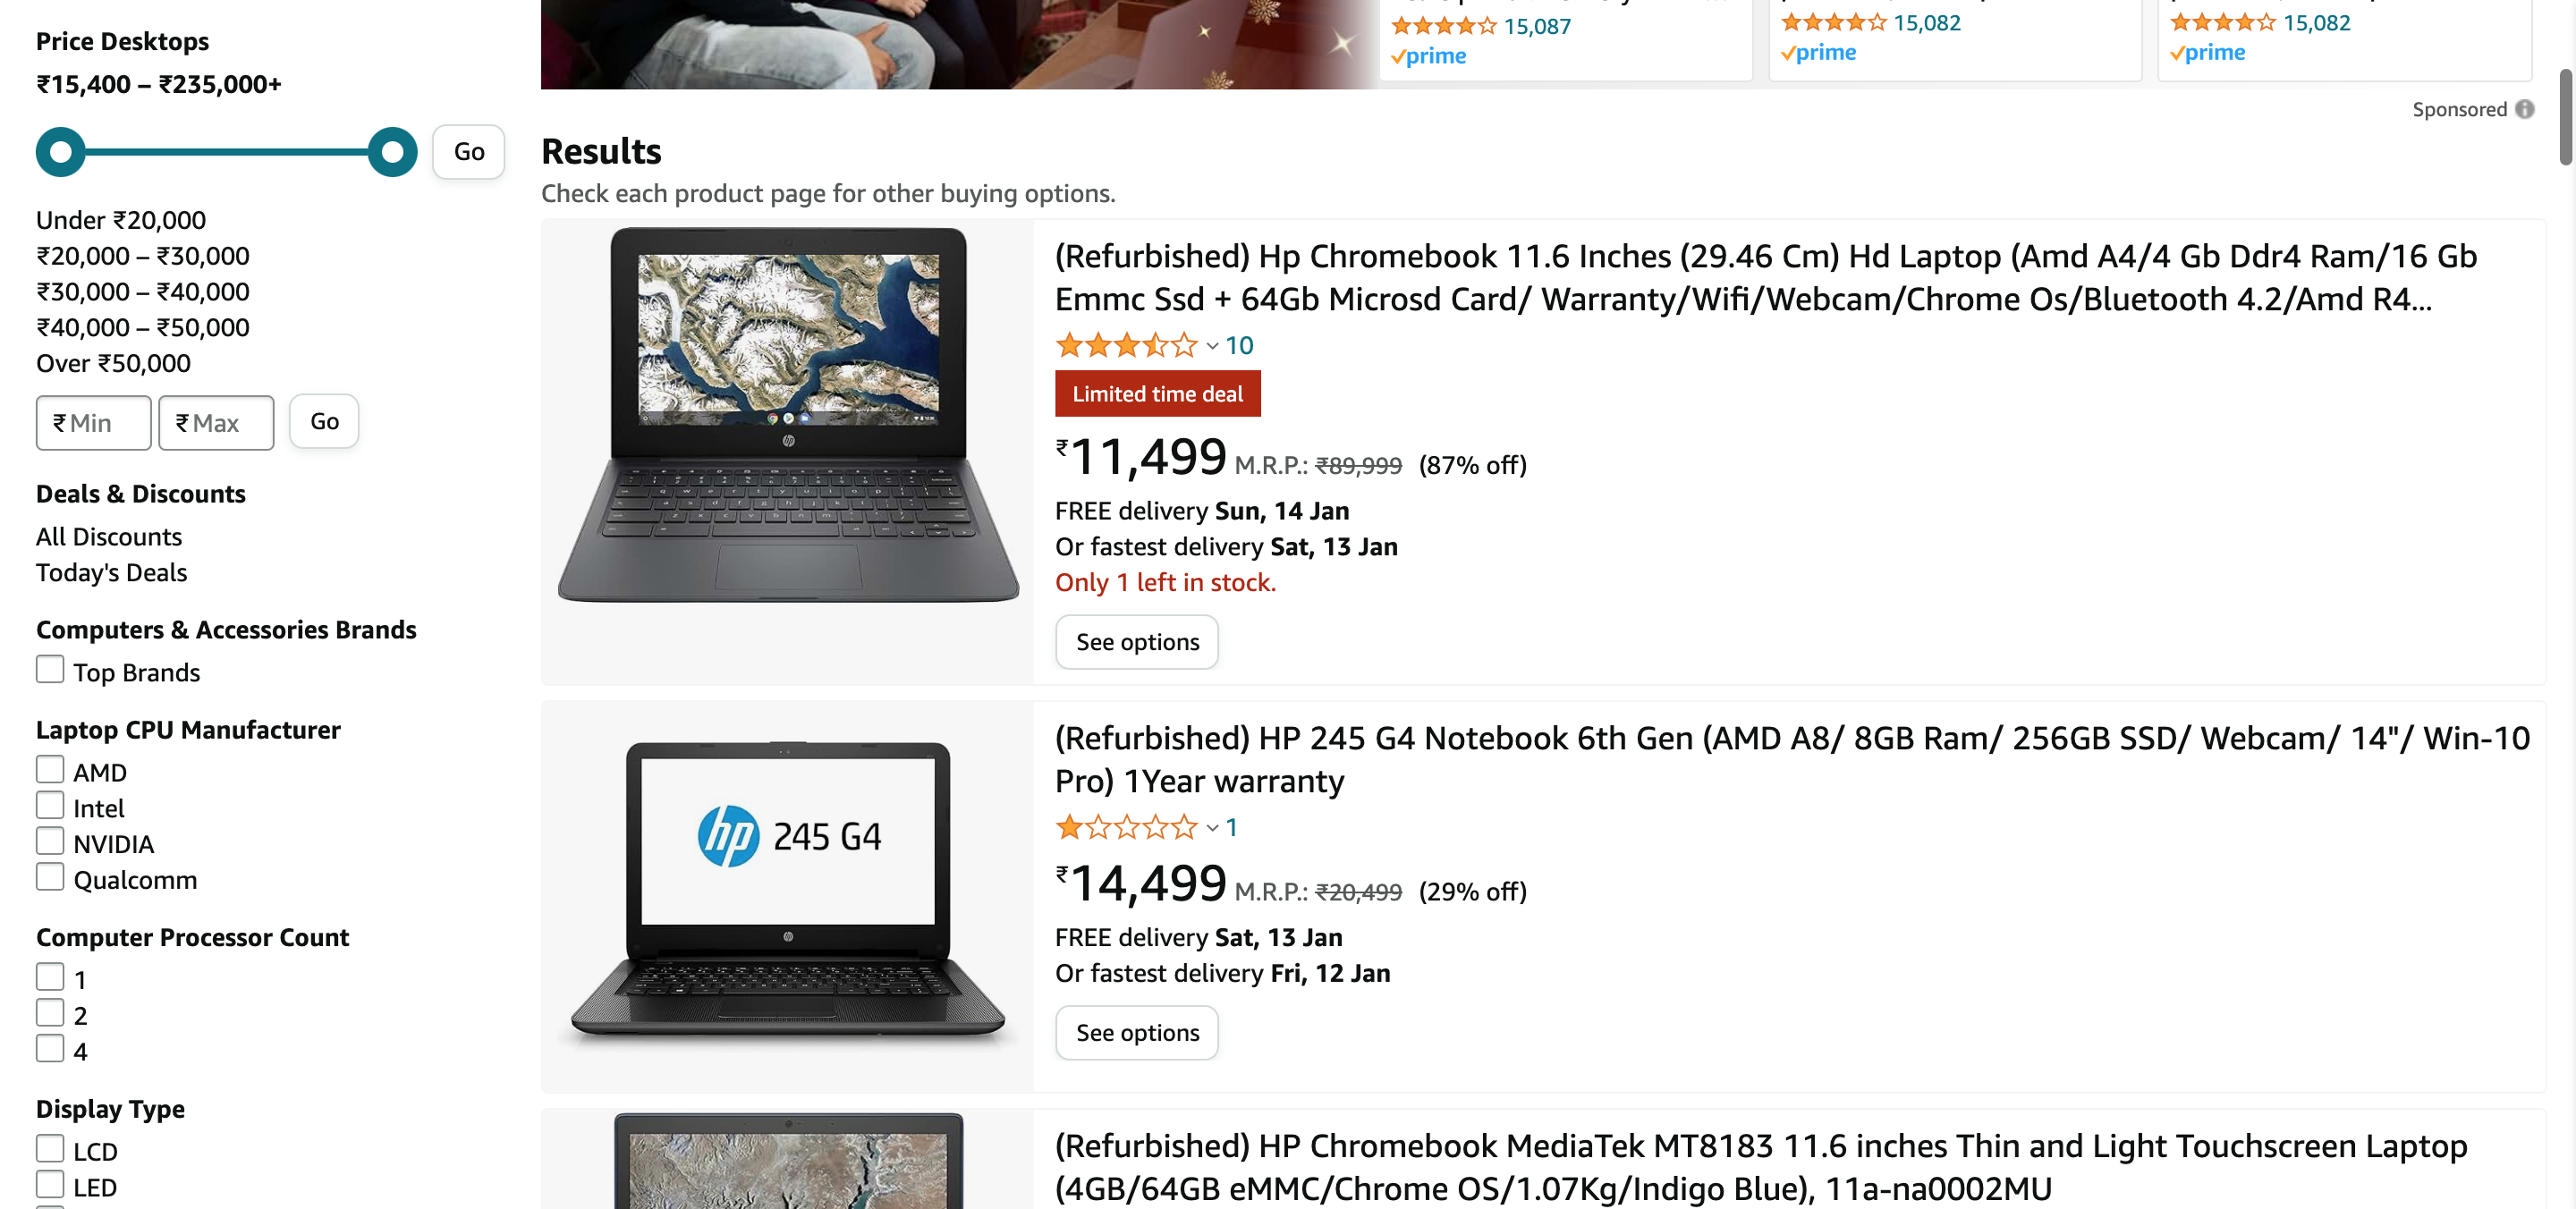 Price Desktops
₹15,400 – ₹235,000+
Go
Under ₹20,000
₹20,000 – ₹30,000
₹30,000 – ₹40,000
₹40,000 – ₹50,000
Over ₹50,000
₹ Min
₹ Max
Go
Deals & Discounts
All Discounts
Today's Deals
Computers & Accessories Brands
Top Brands
Laptop CPU Manufacturer
AMD
Intel
NVIDIA
Qualcomm
Computer Processor Count
1
2
4
Display Type
LCD
LED
15,087
prime
15,082
prime
15,082
prime
Sponsored
Results
Check each product page for other buying options.
(Refurbished) Hp Chromebook 11.6 Inches (29.46 Cm) Hd Laptop (Amd A4/4 Gb Ddr4 Ram/16 Gb
Emmc Ssd + 64Gb Microsd Card/ Warranty/Wifi/Webcam/Chrome Os/Bluetooth 4.2/Amd R4...
10
Limited time deal
₹11,499 M.R.P.: ₹89,999 (87% off)
FREE delivery Sun, 14 Jan
Or fastest delivery Sat, 13 Jan
Only 1 left in stock.
See options
hp 245 G4
(Refurbished) HP 245 G4 Notebook 6th Gen (AMD A8/ 8GB Ram/ 256GB SSD/ Webcam/ 14"/ Win-10
Pro) 1Year warranty
1
₹14,499 M.R.P.: ₹20,499 (29% off)
FREE delivery Sat, 13 Jan
Or fastest delivery Fri, 12 Jan
See options
(Refurbished) HP Chromebook MediaTek MT8183 11.6 inches Thin and Light Touchscreen Laptop
(4GB/64GB eMMC/Chrome OS/1.07Kg/Indigo Blue), 11a-na0002MU